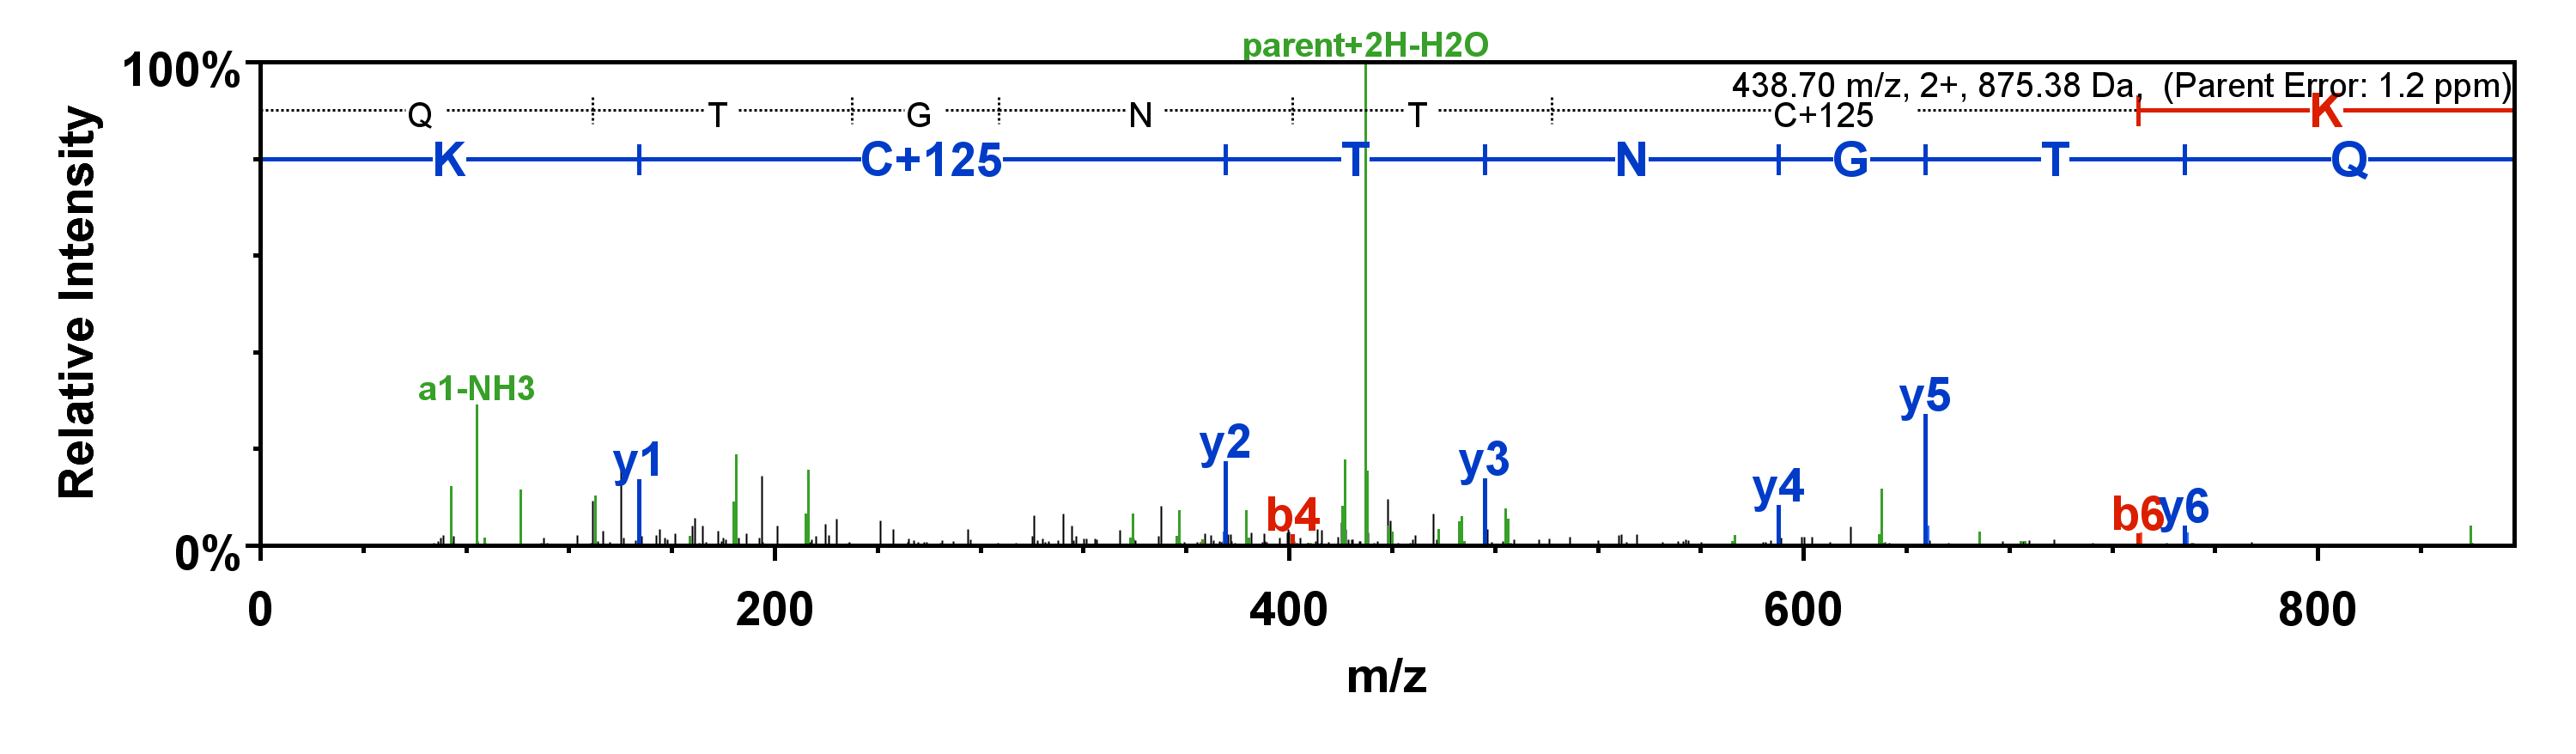 parent+2H-H2O
100%
438.70 m/z, 2+, 875.38 Da, (Parent Error: 1.2 ppm)
Q T G N T C+125 K
K C+125 T N G T Q
Relative Intensity
a1-NH3
y1 y2 b4 y3 y4 y5 b6 y6
0%
0 200 400 600 800
m/z